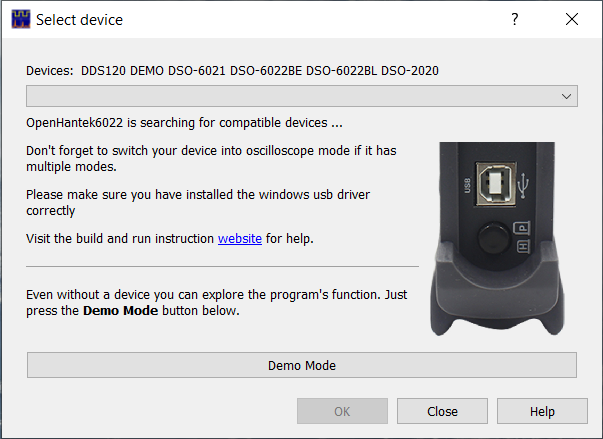 Select device
Devices: DDS120 DEMO DSO-6021 DSO-6022BE DSO-6022BL DSO-2020
OpenHantek6022 is searching for compatible devices ...
Don't forget to switch your device into oscilloscope mode if it has
multiple modes.
Please make sure you have installed the windows usb driver
correctly
Visit the build and run instruction website for help.
USB
H P
Even without a device you can explore the program's function. Just
press the Demo Mode button below.
Demo Mode
OK
Close
Help